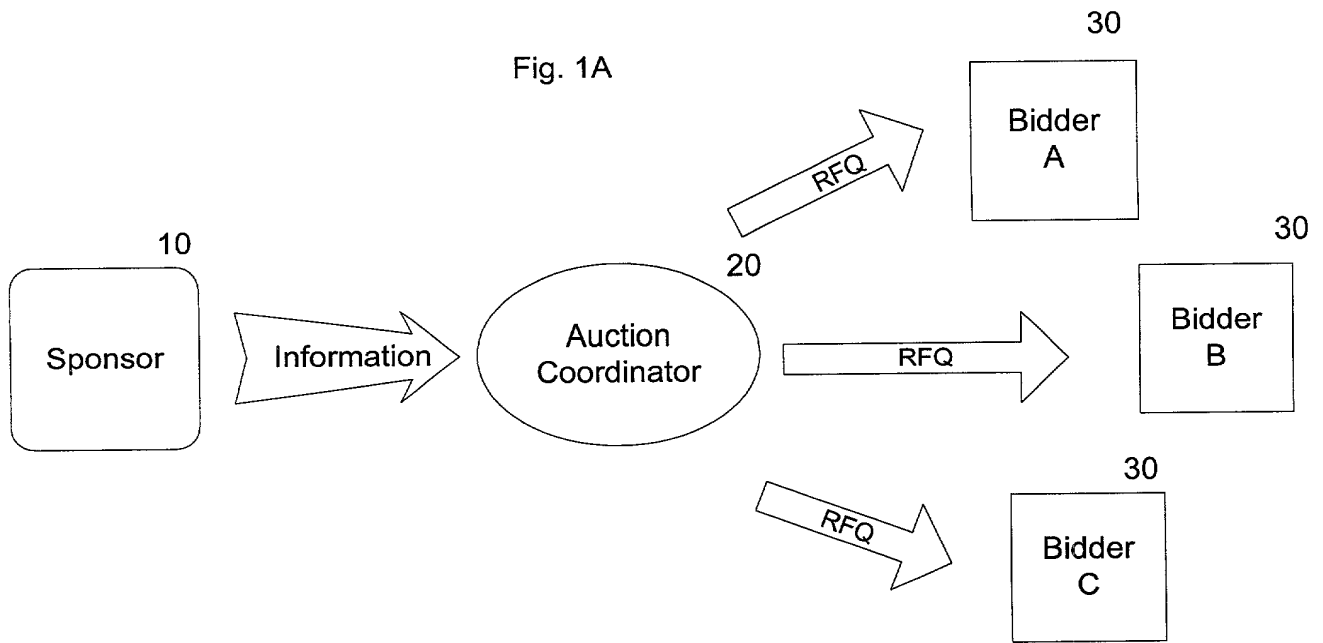 Fig. 1A
30
Bidder
A
RFQ
10
Sponsor
Information
20
Auction
Coordinator
RFQ
30
Bidder
B
RFQ
30
Bidder
C